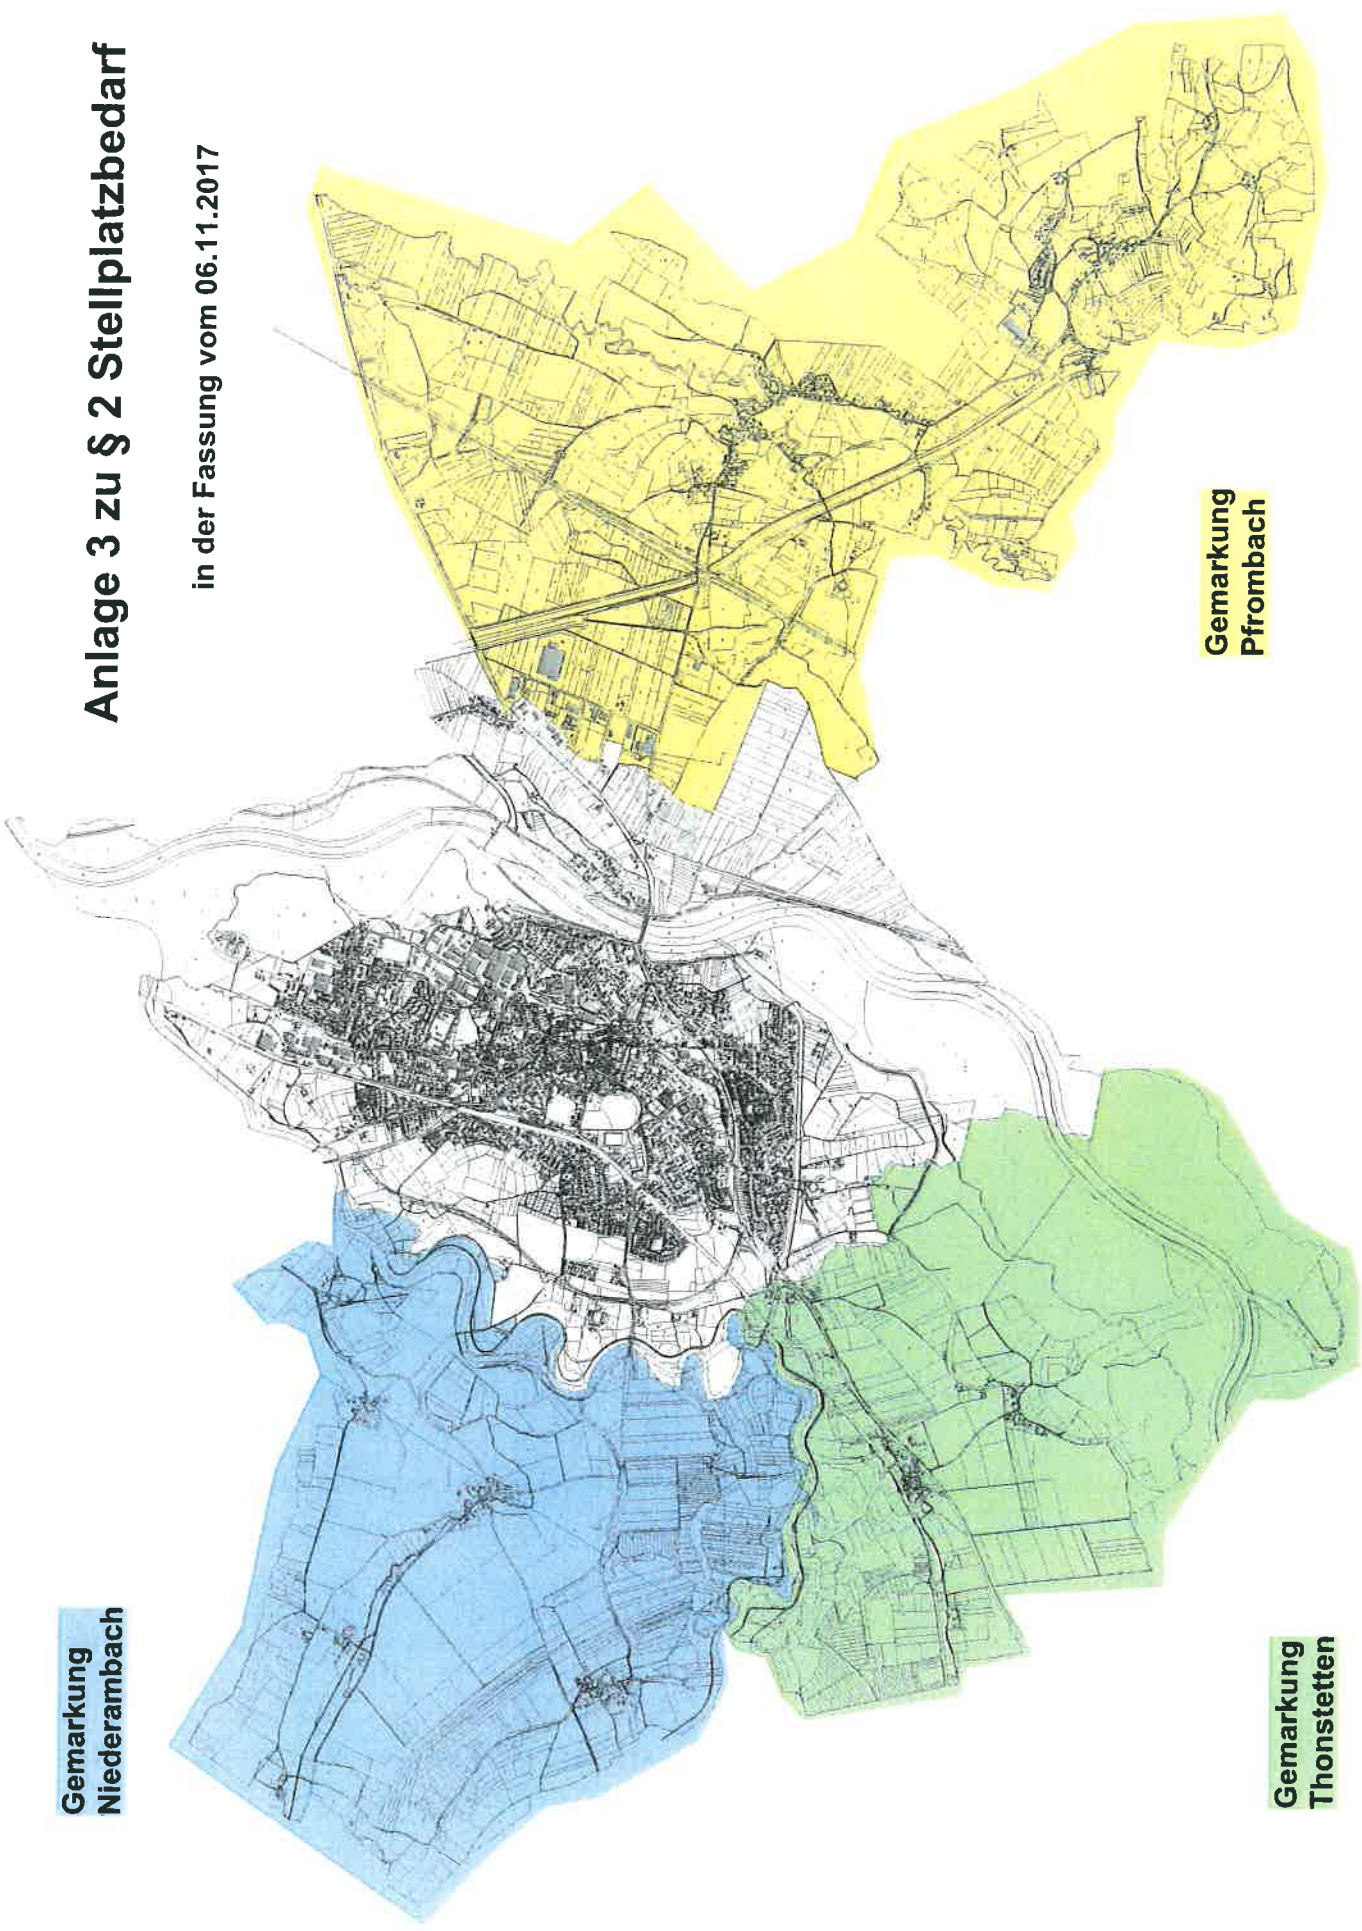 Anlage 3 zu § 2 Stellplatzbedarf
in der Fassung vom 06.11.2017
Gemarkung
Niederambach
Gemarkung
Pfrombach
Gemarkung
Thonstetten